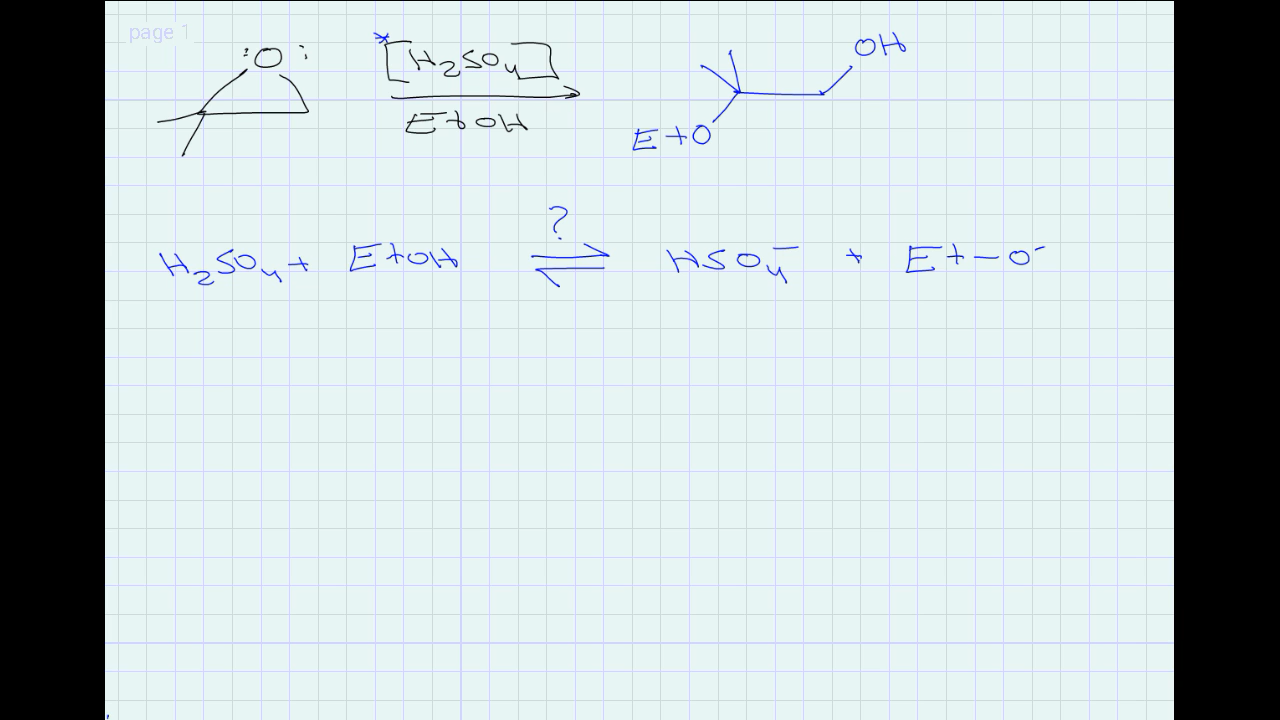 page 1
:O: *[H₂SO₄] OH
EtOH EtO
?
H₂SO₄ + EtOH ⇌ HSO₄⁻ + Et-O⁻